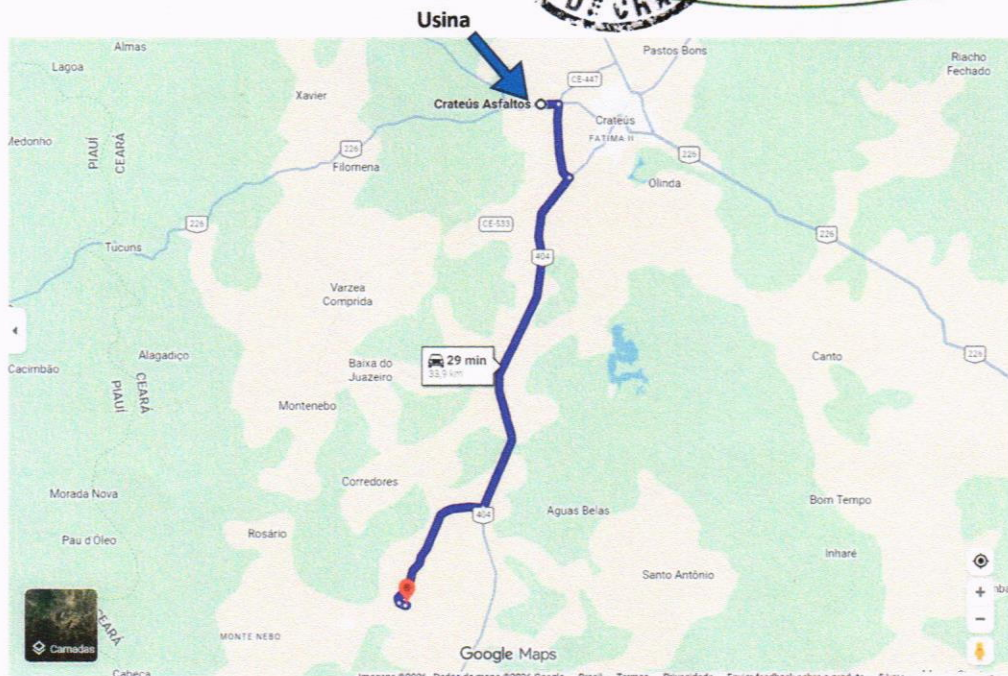 Usina
Almas
Pastos Bons
Lagoa
Riacho
Fechado
CE-447
Xavier
Crateús Asfaltos
Crateús
FATIMA II
PIAUÍ
CEARÁ
226
Filomena
226
Olinda
226
CE-533
226
Tucuns
404
Varzea
Comprida
29 min
33,9 km
Canto
226
Alagadiço
Baixa do
Juazeiro
Cacimbão
PIAUÍ
CEARÁ
Montenebo
Corredores
Morada Nova
Bom Tempo
404
Aguas Belas
Pau d Óleo
Rosário
Inharé
Santo Antônio
CEARÁ
Camadas
MONTE NEBO
Google Maps
Cabeça